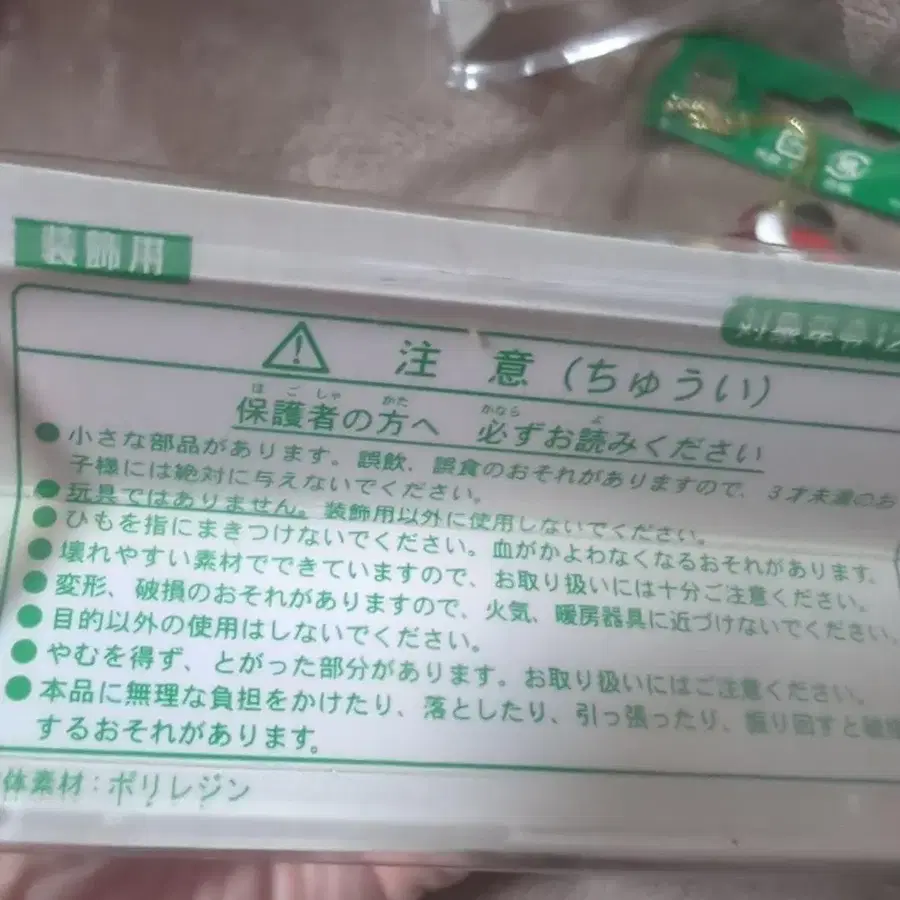 装飾用
対象年令12
注 意 (ちゅうい)
ほごしゃ かた かなら よ
保護者の方へ 必ずお読みください
●小さな部品があります。誤飲、誤食のおそれがありますので、3才未満のお
子様には絶対に与えないでください。
●玩具ではありません。装飾用以外に使用しないでください。
●ひもを指にまきつけないでください。血がかよわなくなるおそれがあります。
●壊れやすい素材でできていますので、お取り扱いには十分ご注意ください。
●変形、破損のおそれがありますので、火気、暖房器具に近づけないでください。
●目的以外の使用はしないでください。
●やむを得ず、とがった部分があります。お取り扱いにはご注意ください。
●本品に無理な負担をかけたり、落としたり、引っ張ったり、振り回すと破損
するおそれがあります。
体素材:ポリレジン